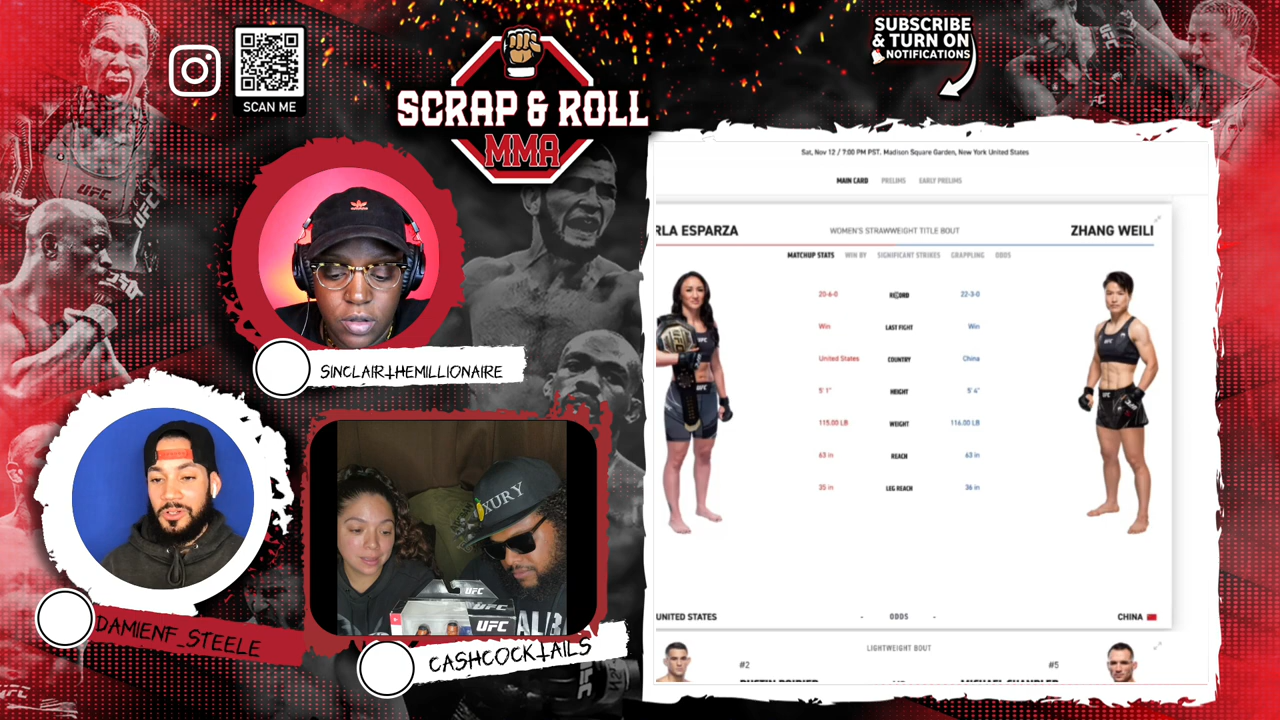 SCAN ME
SCRAP & ROLL
MMA
SUBSCRIBE
& TURN ON
NOTIFICATIONS
SINCLAIRTHEMILLIONAIRE
DAMIENF_STEELE
CASHCOCKTAILS
XURY
UFC
UFC
UFC
Sat, Nov 12 / 7:00 PM PST. Madison Square Garden, New York United States
MAIN CARD PRELIMS EARLY PRELIMS
RLA ESPARZA WOMEN'S STRAWWEIGHT TITLE BOUT ZHANG WEILI
MATCHUP STATS WIN BY SIGNIFICANT STRIKES GRAPPLING ODDS
20-6-0 RECORD 22-3-0
Win LAST FIGHT Win
United States COUNTRY China
5' 1" HEIGHT 5' 4"
115.00 LB WEIGHT 116.00 LB
63 in REACH 63 in
35 in LEG REACH 36 in
UNITED STATES - ODDS - CHINA
LIGHTWEIGHT BOUT
#2 #5